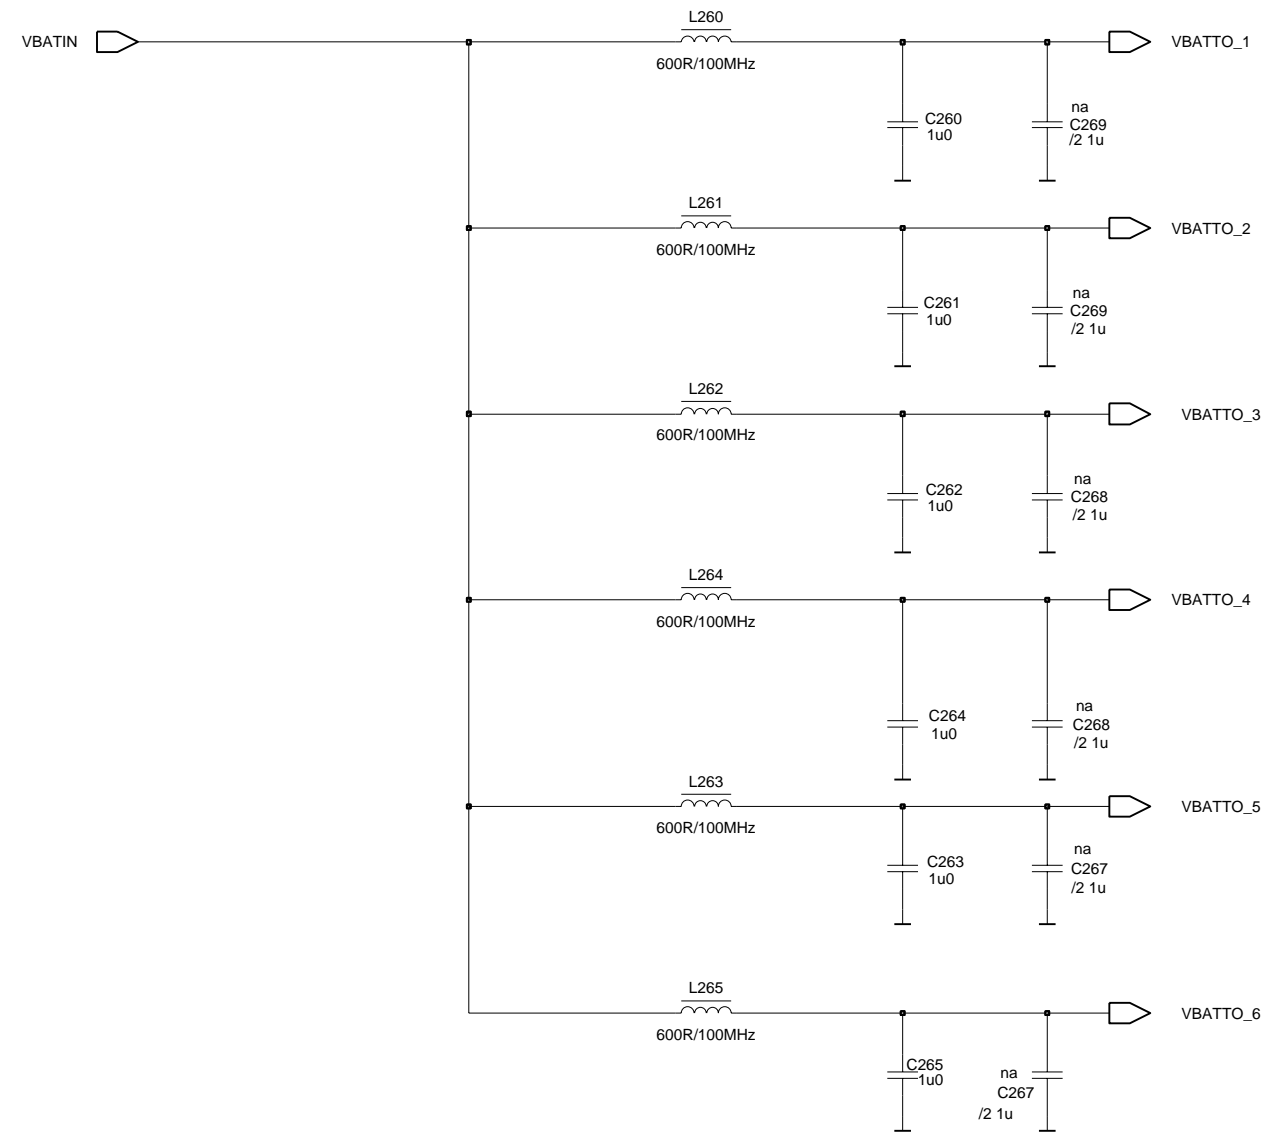 L260
VBATIN
VBATTO_1
600R/100MHz
na
C260
C269
1u0
/2 1u
L261
VBATTO_2
600R/100MHz
na
C261
C269
1u0
/2 1u
L262
VBATTO_3
600R/100MHz
na
C262
C268
1u0
/2 1u
L264
VBATTO_4
600R/100MHz
na
C264
C268
1u0
/2 1u
L263
VBATTO_5
600R/100MHz
na
C263
C267
1u0
/2 1u
L265
VBATTO_6
600R/100MHz
C265
na
1u0
C267
/2 1u